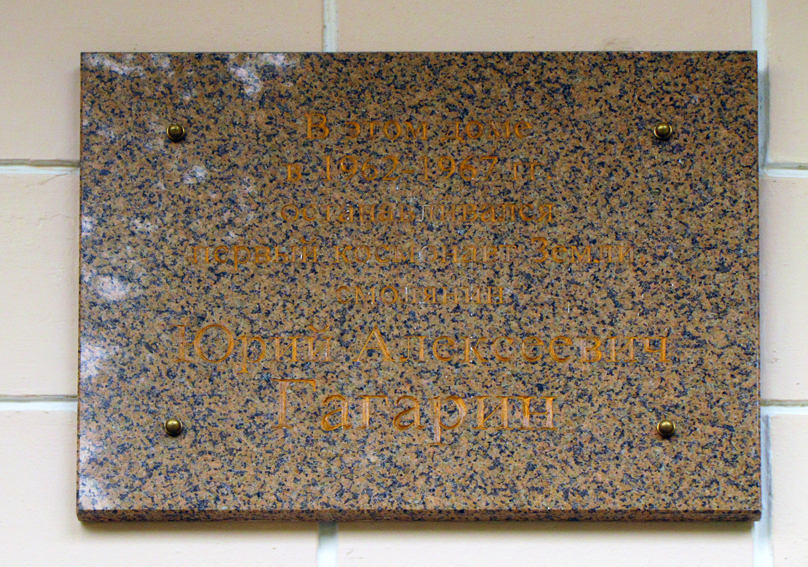 В этом доме
в 1962-1967 гг.
останавливался
первый космонавт Земли,
смолянин
Юрий Алексеевич
Гагарин